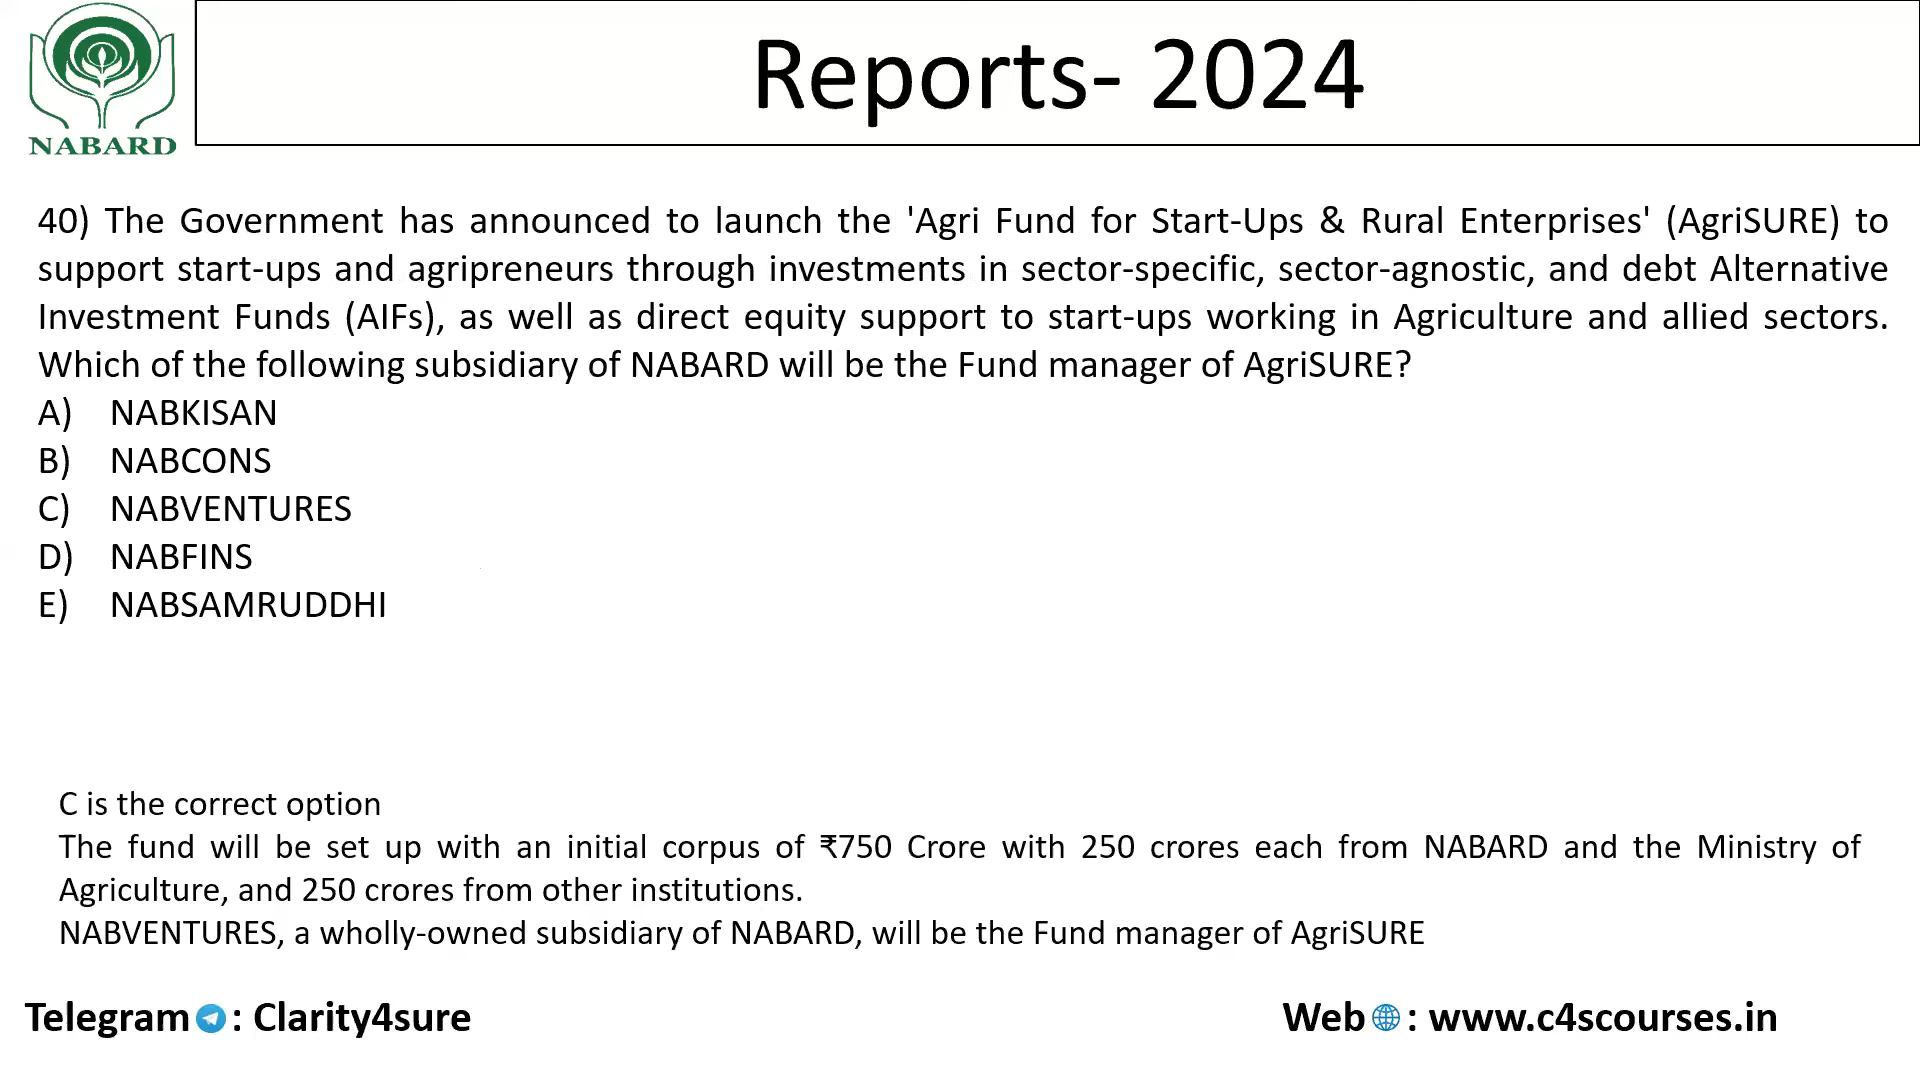 NABARD
Reports- 2024
40) The Government has announced to launch the 'Agri Fund for Start-Ups & Rural Enterprises' (AgriSURE) to
support start-ups and agripreneurs through investments in sector-specific, sector-agnostic, and debt Alternative
Investment Funds (AIFs), as well as direct equity support to start-ups working in Agriculture and allied sectors.
Which of the following subsidiary of NABARD will be the Fund manager of AgriSURE?
A) NABKISAN
B) NABCONS
C) NABVENTURES
D) NABFINS
E) NABSAMRUDDHI
C is the correct option
The fund will be set up with an initial corpus of ₹750 Crore with 250 crores each from NABARD and the Ministry of
Agriculture, and 250 crores from other institutions.
NABVENTURES, a wholly-owned subsidiary of NABARD, will be the Fund manager of AgriSURE
Telegram : Clarity4sure
Web : www.c4scourses.in